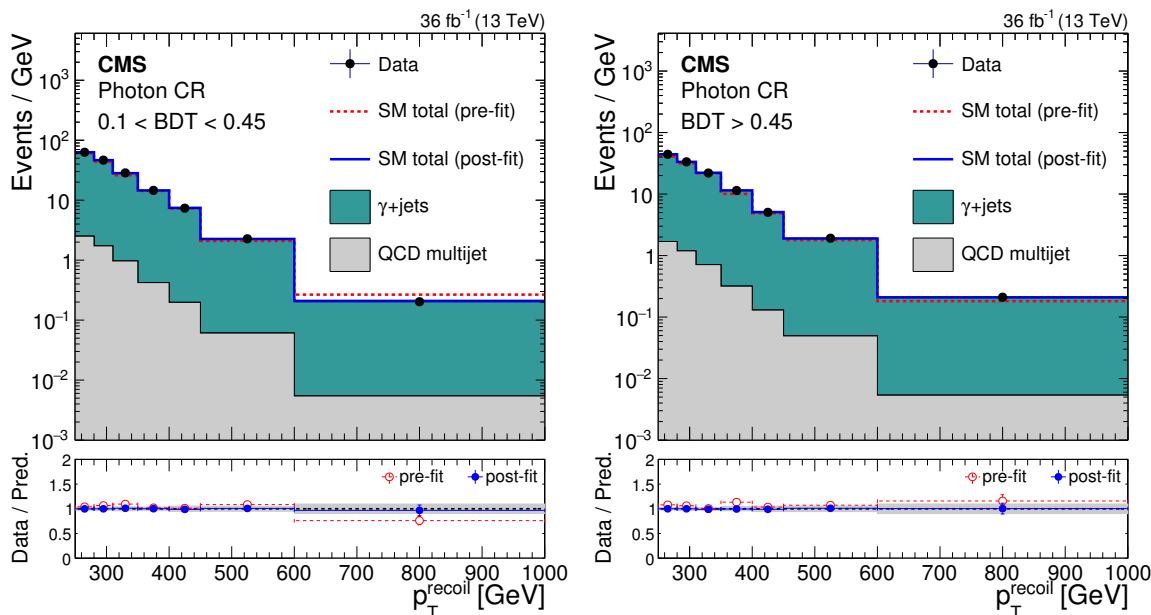 36 fb⁻¹ (13 TeV)
CMS
Photon CR
0.1 < BDT < 0.45
Data
SM total (pre-fit)
SM total (post-fit)
γ+jets
QCD multijet
Events / GeV
10³
10²
10
1
10⁻¹
10⁻²
10⁻³
Data / Pred.
2
1.5
1
0.5
0
pre-fit
post-fit
300 400 500 600 700 800 900 1000
p_T^recoil [GeV]
36 fb⁻¹ (13 TeV)
CMS
Photon CR
BDT > 0.45
Data
SM total (pre-fit)
SM total (post-fit)
γ+jets
QCD multijet
Events / GeV
10³
10²
10
1
10⁻¹
10⁻²
10⁻³
Data / Pred.
2
1.5
1
0.5
0
pre-fit
post-fit
300 400 500 600 700 800 900 1000
p_T^recoil [GeV]